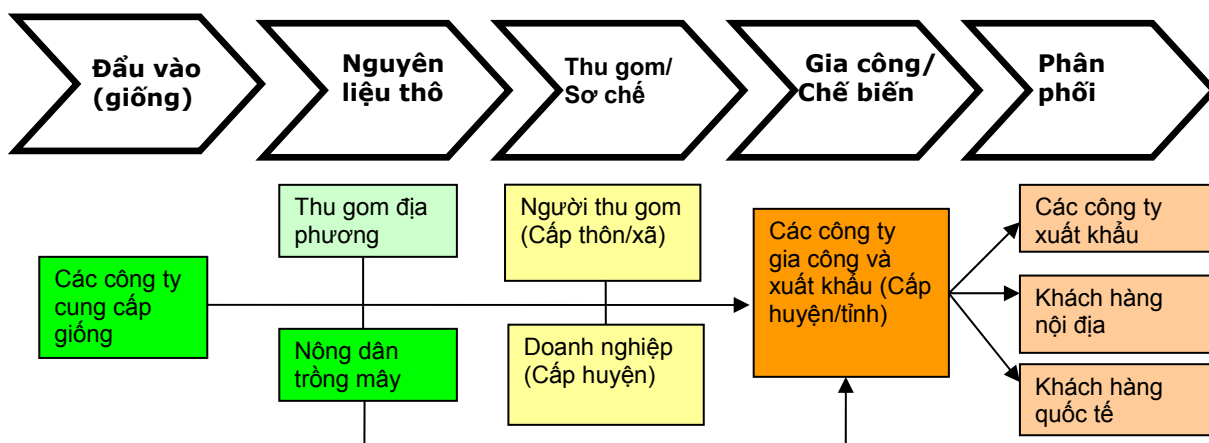 Đẩu vào
(giống)
Nguyên
liệu thô
Thu gom/
Sơ chế
Gia công/
Chế biến
Phân
phối
Thu gom địa
phương
Người thu gom
(Cấp thôn/xã)
Các công ty
gia công và
xuất khẩu (Cấp
huyện/tỉnh)
Các công ty
xuất khẩu
Các công ty
cung cấp
giống
Khách hàng
nội địa
Nông dân
trồng mây
Doanh nghiệp
(Cấp huyện)
Khách hàng
quốc tế